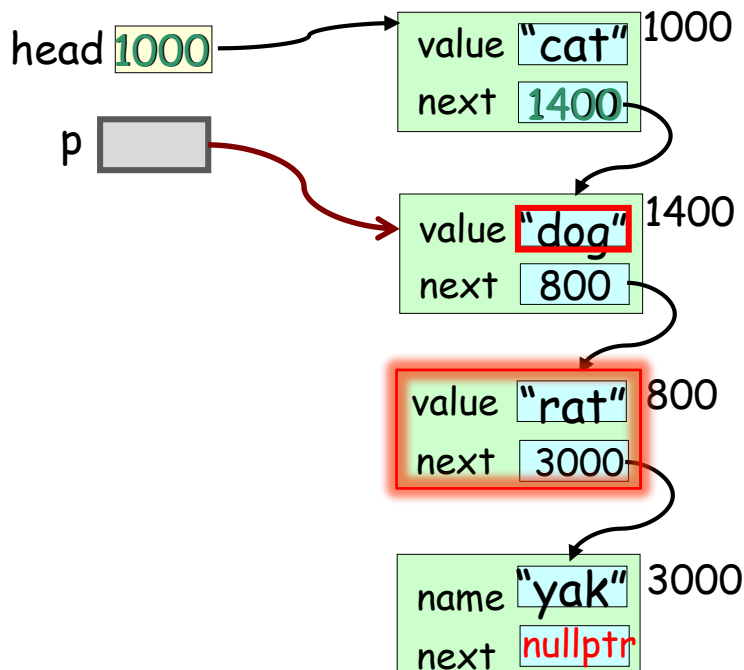 head 1000
value "cat" 1000
next 1400
p
value "dog" 1400
next 800
value "rat" 800
next 3000
name "yak" 3000
next nullptr